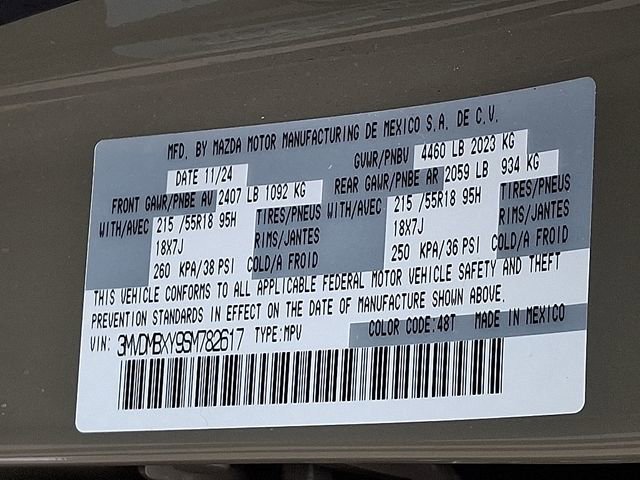 MFD. BY MAZDA MOTOR MANUFACTURING DE MEXICO S.A. DE C.V.
DATE 11/24 GVWR/PNBV 4460 LB 2023 KG
FRONT GAWR/PNBE AV 2407 LB 1092 KG REAR GAWR/PNBE AR 2059 LB 934 KG
WITH/AVEC 215 /55R18 95H TIRES/PNEUS WITH/AVEC 215 /55R18 95H TIRES/PNEUS
18X7J RIMS/JANTES 18X7J RIMS/JANTES
260 KPA/38 PSI COLD/A FROID 250 KPA/36 PSI COLD/A FROID
THIS VEHICLE CONFORMS TO ALL APPLICABLE FEDERAL MOTOR VEHICLE SAFETY AND THEFT
PREVENTION STANDARDS IN EFFECT ON THE DATE OF MANUFACTURE SHOWN ABOVE.
VIN: 3MVDMBXY9SM782617 TYPE:MPV COLOR CODE:48T MADE IN MEXICO